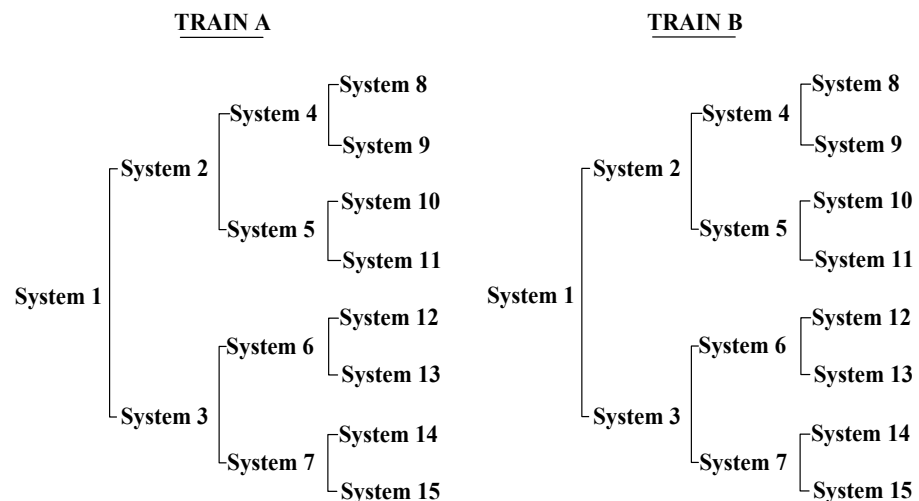 TRAIN A
System 1
System 2
System 3
System 4
System 5
System 6
System 7
System 8
System 9
System 10
System 11
System 12
System 13
System 14
System 15
TRAIN B
System 1
System 2
System 3
System 4
System 5
System 6
System 7
System 8
System 9
System 10
System 11
System 12
System 13
System 14
System 15